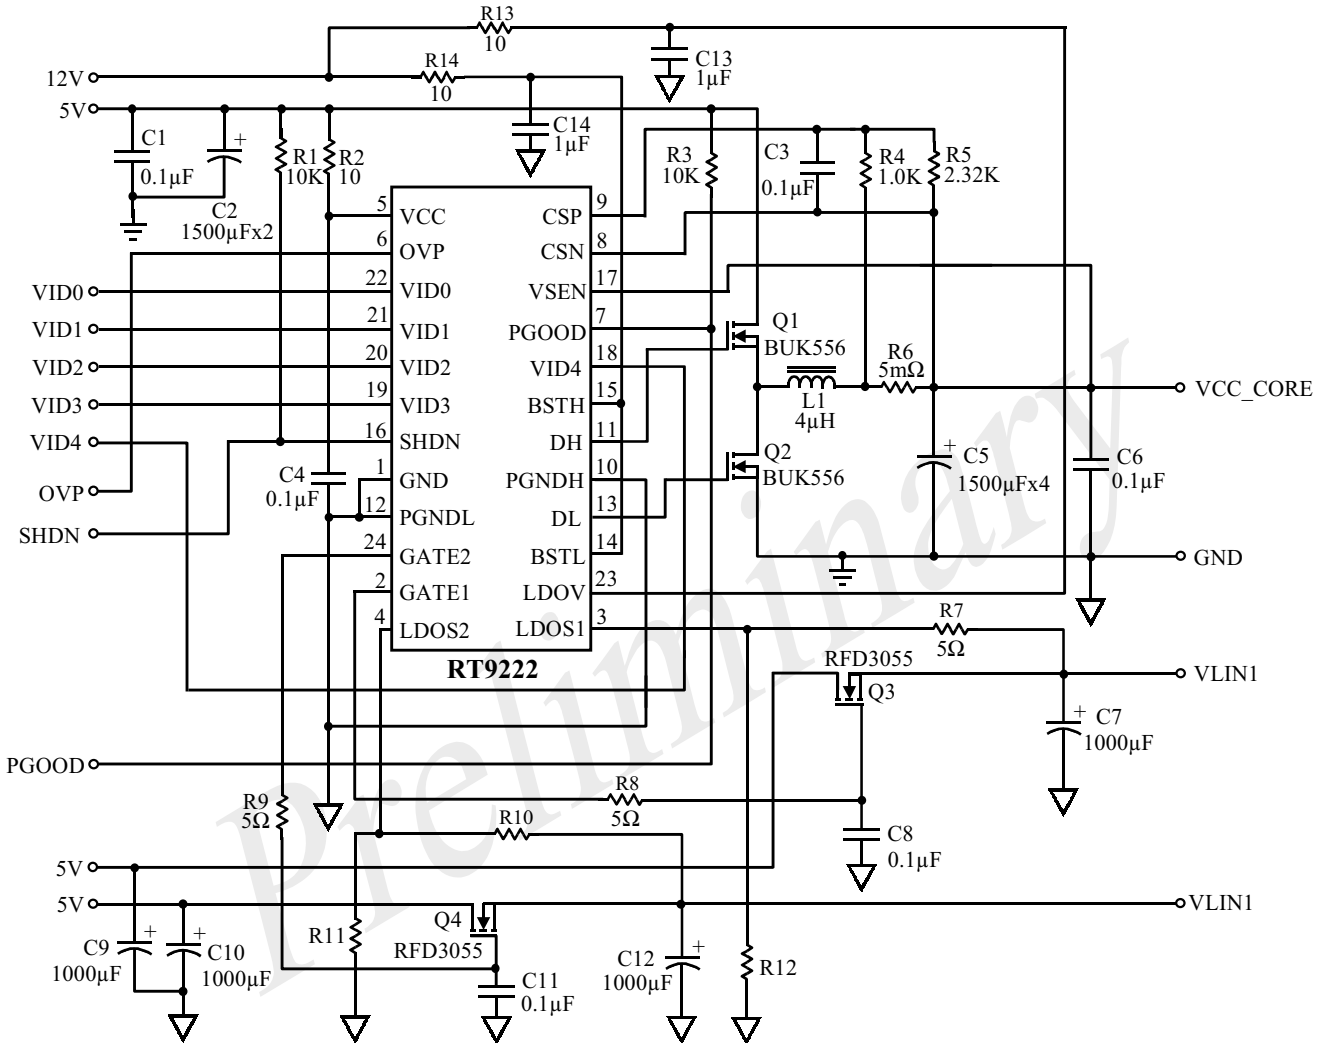 R13
10
C13
1µF
12V
R14
10
5V
C14
1µF
C1
0.1µF
C2
1500µFx2
R1
10K
R2
10
R3
10K
C3
0.1µF
R4
1.0K
R5
2.32K
5
VCC
6
OVP
22
VID0
21
VID1
20
VID2
19
VID3
16
SHDN
1
GND
12
PGNDL
24
GATE2
2
GATE1
4
LDOS2
9
CSP
8
CSN
17
VSEN
7
PGOOD
18
VID4
15
BSTH
11
DH
10
PGNDH
13
DL
14
BSTL
23
LDOV
3
LDOS1
RT9222
VID0
VID1
VID2
VID3
VID4
OVP
SHDN
C4
0.1µF
Q1
BUK556
L1
4µH
R6
5mΩ
VCC_CORE
Q2
BUK556
C5
1500µFx4
C6
0.1µF
GND
R7
5Ω
RFD3055
Q3
VLIN1
C7
1000µF
PGOOD
R9
5Ω
R8
5Ω
R10
C8
0.1µF
5V
5V
Q4
RFD3055
VLIN1
C9
1000µF
C10
1000µF
R11
C11
0.1µF
C12
1000µF
R12
Preliminary